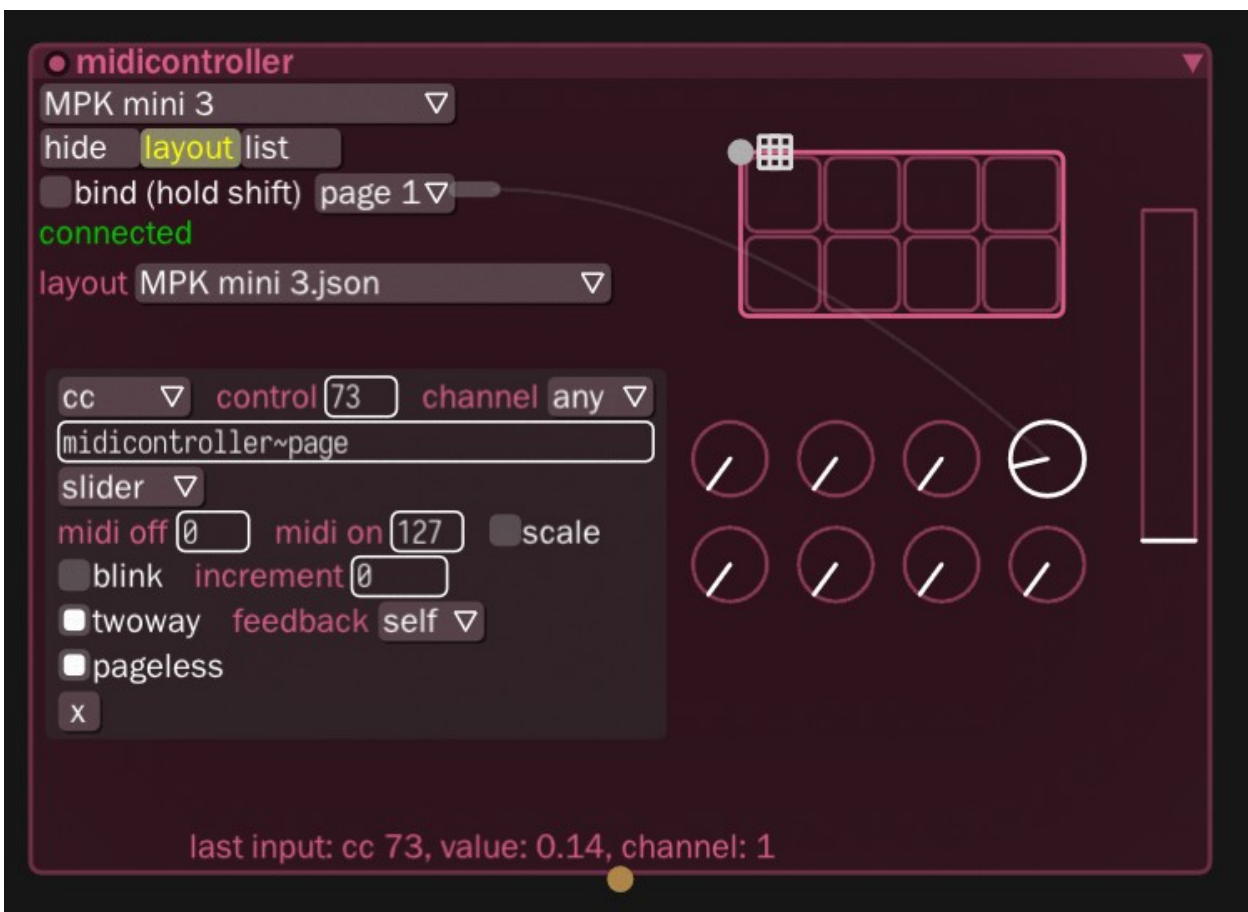 midicontroller
MPK mini 3
hide layout list
bind (hold shift) page 1
connected
layout MPK mini 3.json
cc control 73 channel any
midicontroller~page
slider
midi off 0 midi on 127 scale
blink increment 0
twoway feedback self
pageless
x
last input: cc 73, value: 0.14, channel: 1